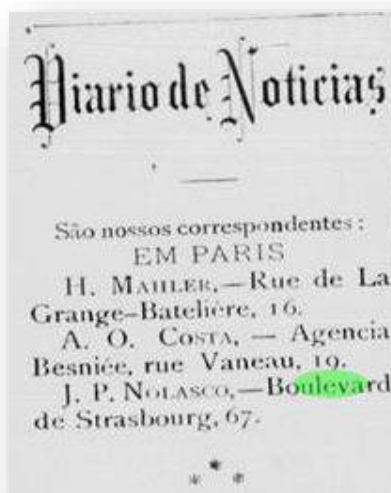 Diario de Noticias
São nossos correspondentes :
EM PARIS
H. MAHLER,—Rue de La
Grange-Bateliére, 16.
A. O. COSTA, — Agencia
Besniée, rue Vaneau, 19.
J. P. NOLASCO,—Boulevard
de Strasbourg, 67.